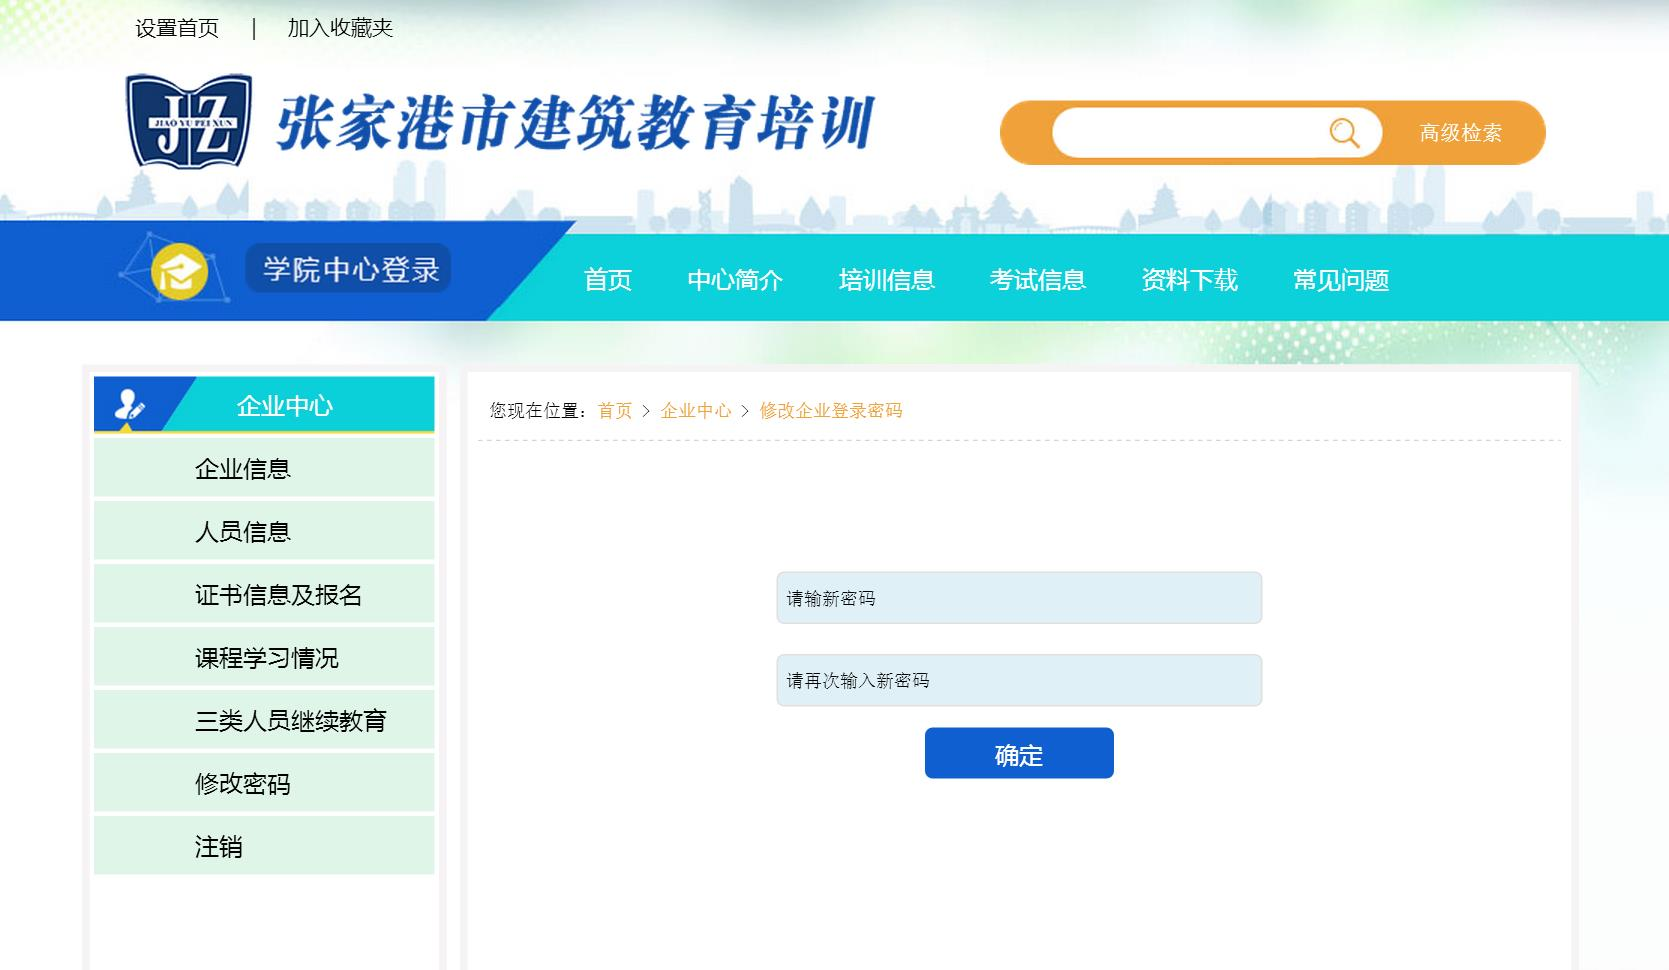 设置首页 | 加入收藏夹
JZ
JIAO YU PEI XUN
张家港市建筑教育培训
高级检索
学院中心登录
首页 中心简介 培训信息 考试信息 资料下载 常见问题
企业中心
企业信息
人员信息
证书信息及报名
课程学习情况
三类人员继续教育
修改密码
注销
您现在位置：首页 > 企业中心 > 修改企业登录密码
请输新密码
请再次输入新密码
确定